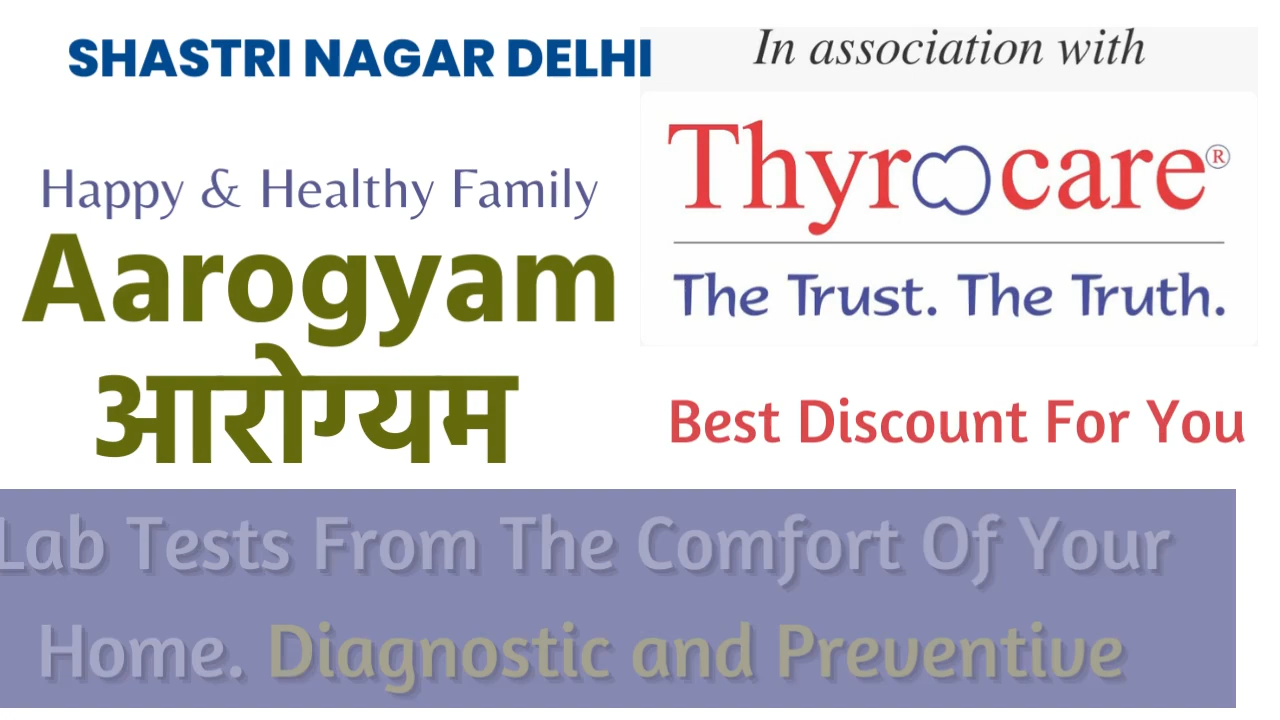 SHASTRI NAGAR DELHI
Happy & Healthy Family
Aarogyam
आरोग्यम
In association with
Thyrocare®
The Trust. The Truth.
Best Discount For You
Lab Tests From The Comfort Of Your
Home. Diagnostic and Preventive